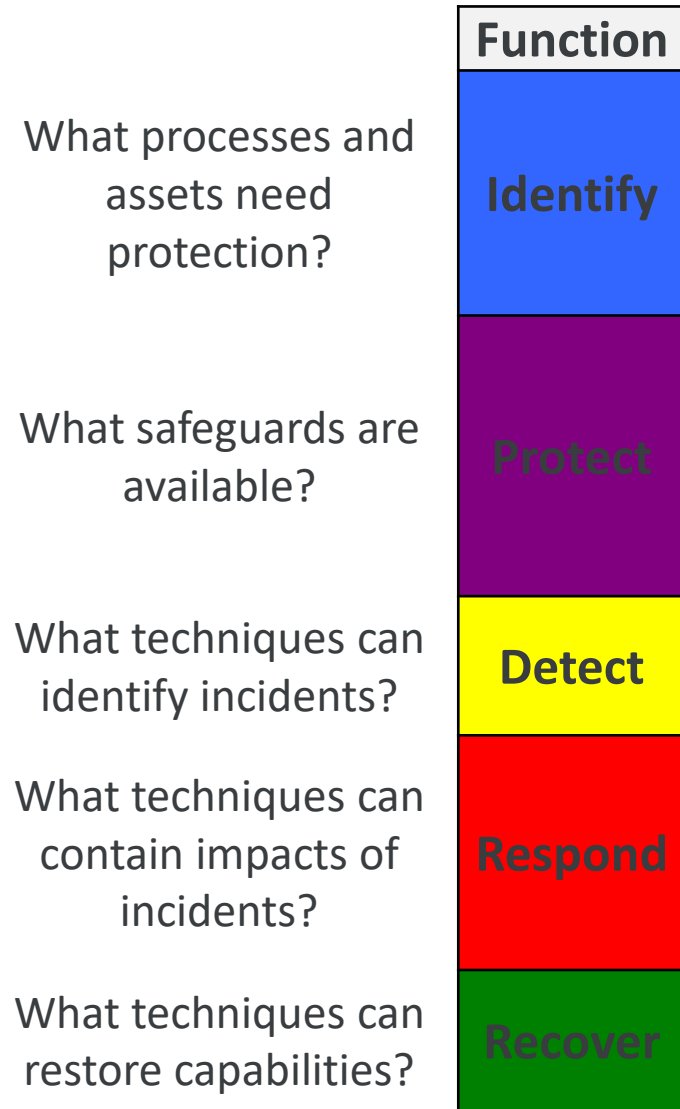 Function
What processes and
assets need
protection?
Identify
What safeguards are
available?
Protect
What techniques can
identify incidents?
Detect
What techniques can
contain impacts of
incidents?
Respond
What techniques can
restore capabilities?
Recover